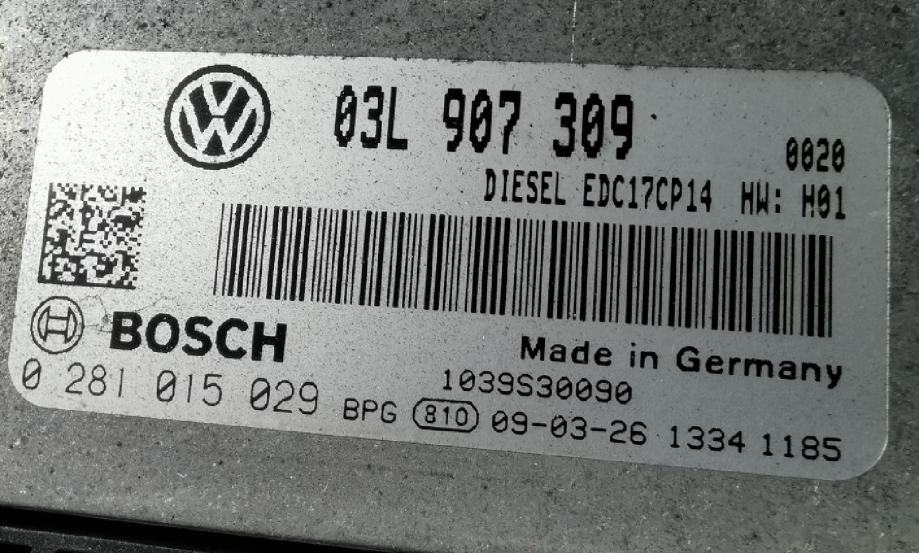 03L 907 309
0020
DIESEL EDC17CP14 HW: H01
BOSCH
Made in Germany
0 281 015 029
1039S30090
BPG 810 09-03-26 1334 1185